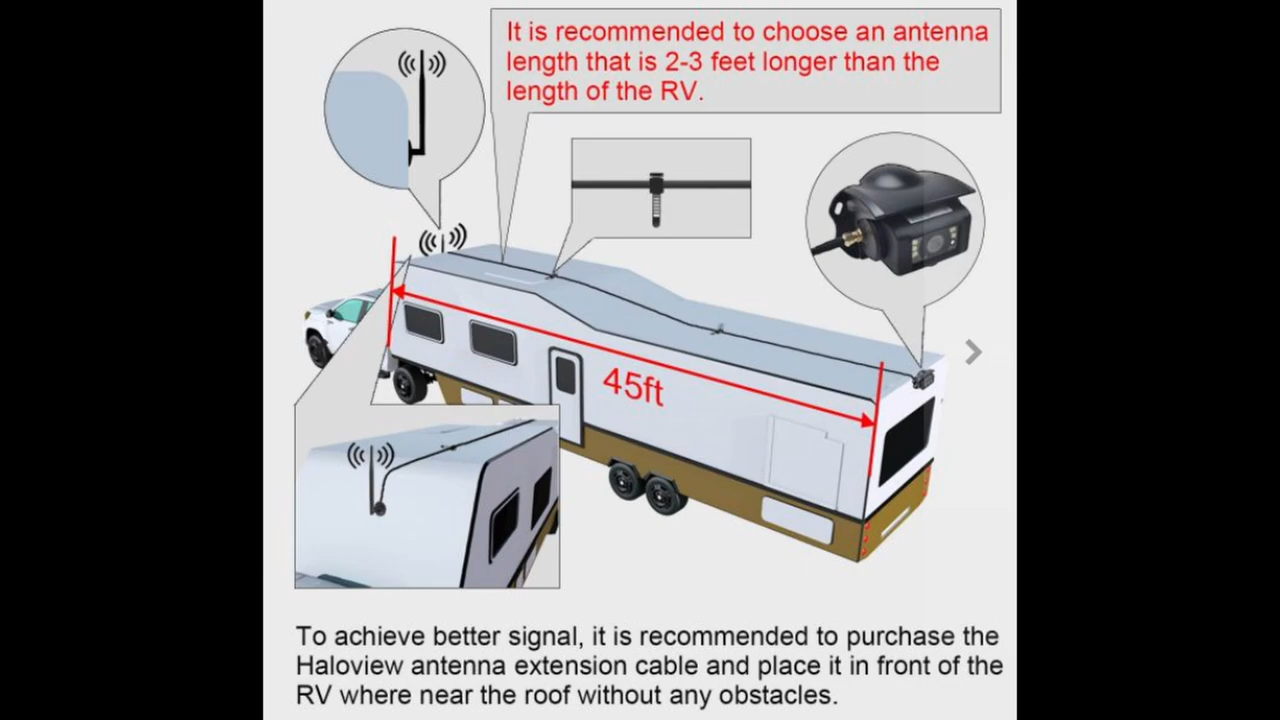 It is recommended to choose an antenna
length that is 2-3 feet longer than the
length of the RV.
45ft
To achieve better signal, it is recommended to purchase the
Haloview antenna extension cable and place it in front of the
RV where near the roof without any obstacles.